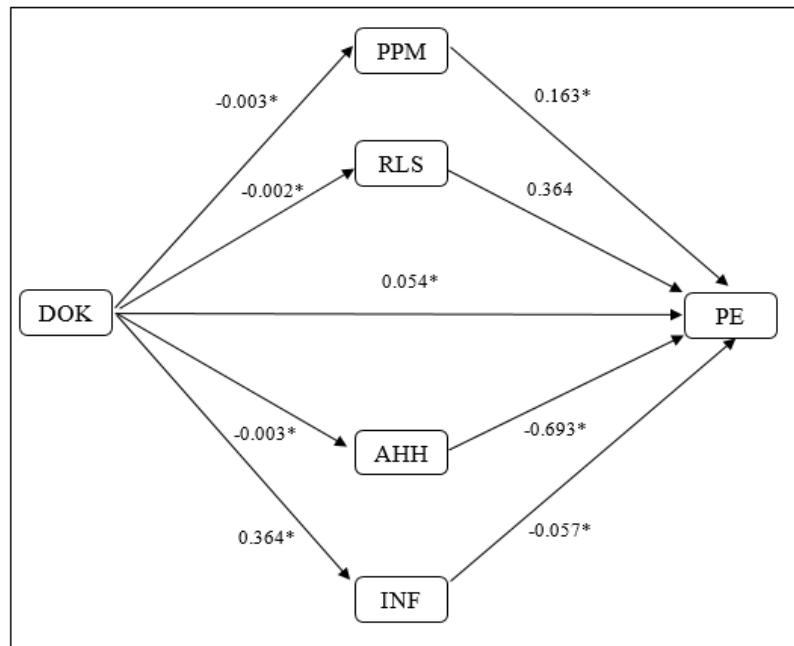 PPM
-0.003*
0.163*
RLS
-0.002*
0.364
0.054*
DOK
PE
-0.003*
AHH
-0.693*
0.364*
-0.057*
INF